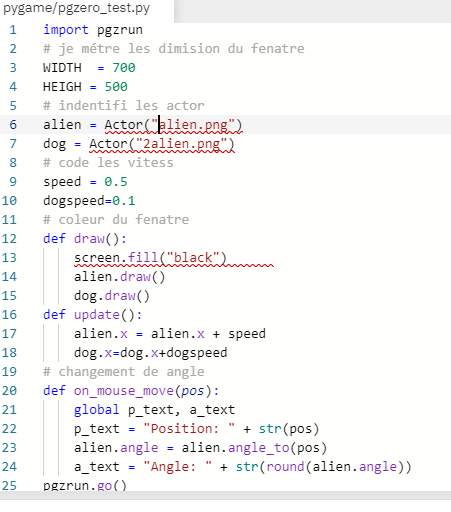 pygame/pgzero_test.py
1 import pgzrun
2 # je métre les dimision du fenatre
3 WIDTH  = 700
4 HEIGH = 500
5 # indentifi les actor
6 alien = Actor("alien.png")
7 dog = Actor("2alien.png")
8 # code les vitess
9 speed = 0.5
10 dogspeed=0.1
11 # coleur du fenatre
12 def draw():
13     screen.fill("black")
14     alien.draw()
15     dog.draw()
16 def update():
17     alien.x = alien.x + speed
18     dog.x=dog.x+dogspeed
19 # changement de angle
20 def on_mouse_move(pos):
21     global p_text, a_text
22     p_text = "Position: " + str(pos)
23     alien.angle = alien.angle_to(pos)
24     a_text = "Angle: " + str(round(alien.angle))
25 pgzrun.go()